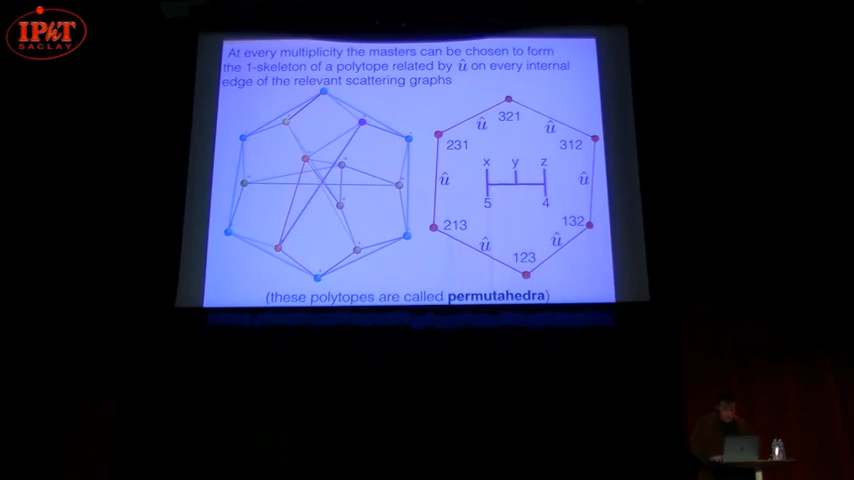 IPhT
SACLAY
At every multiplicity the masters can be chosen to form
the 1-skeleton of a polytope related by û on every internal
edge of the relevant scattering graphs
321
û
û
231
312
x y z
û
û
5 4
213
132
û
û
123
(these polytopes are called permutahedra)